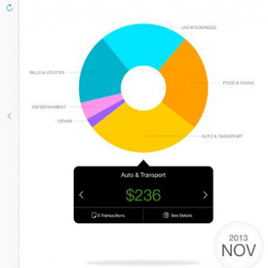 UNCATEGORIZED
BILLS & UTILITIES
FOOD & DINING
ENTERTAINMENT
OTHER
AUTO & TRANSPORT
Auto & Transport
$236
3 Transactions
See Details
2013
NOV